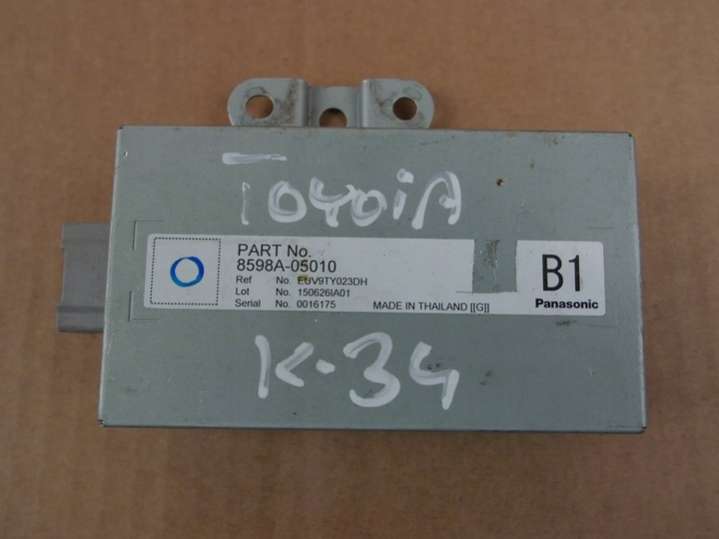 TOYOTA
PART No.
8598A-05010
Ref No. EUV9TY023DH
Lot No. 150626IA01
Serial No. 0016175 MADE IN THAILAND [[G]]
B1
Panasonic
K-34